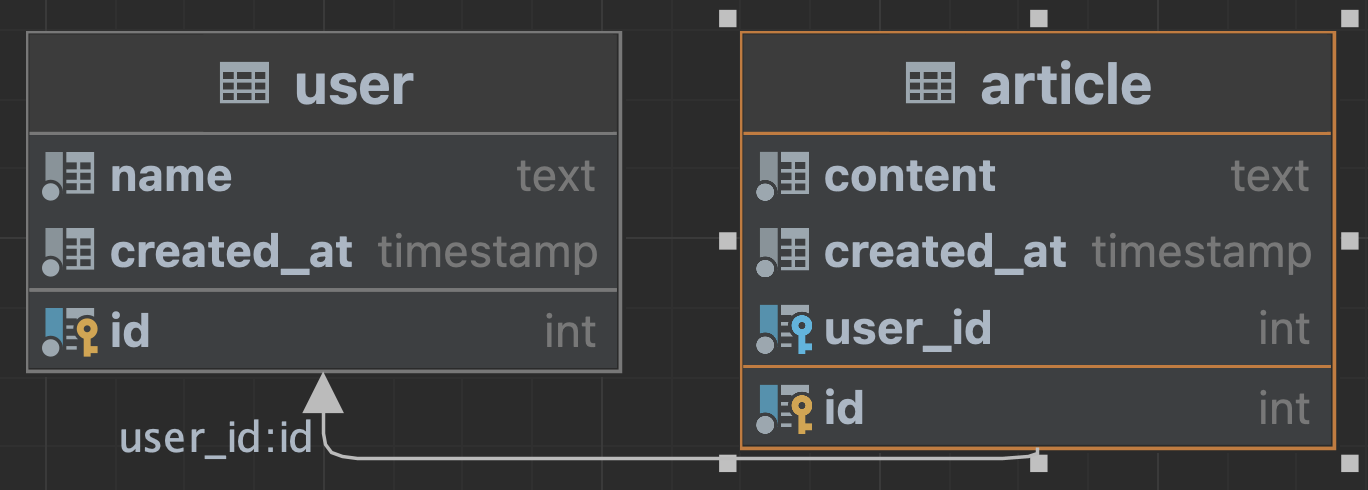 user
name text
created_at timestamp
id int
user_id:id
article
content text
created_at timestamp
user_id int
id int